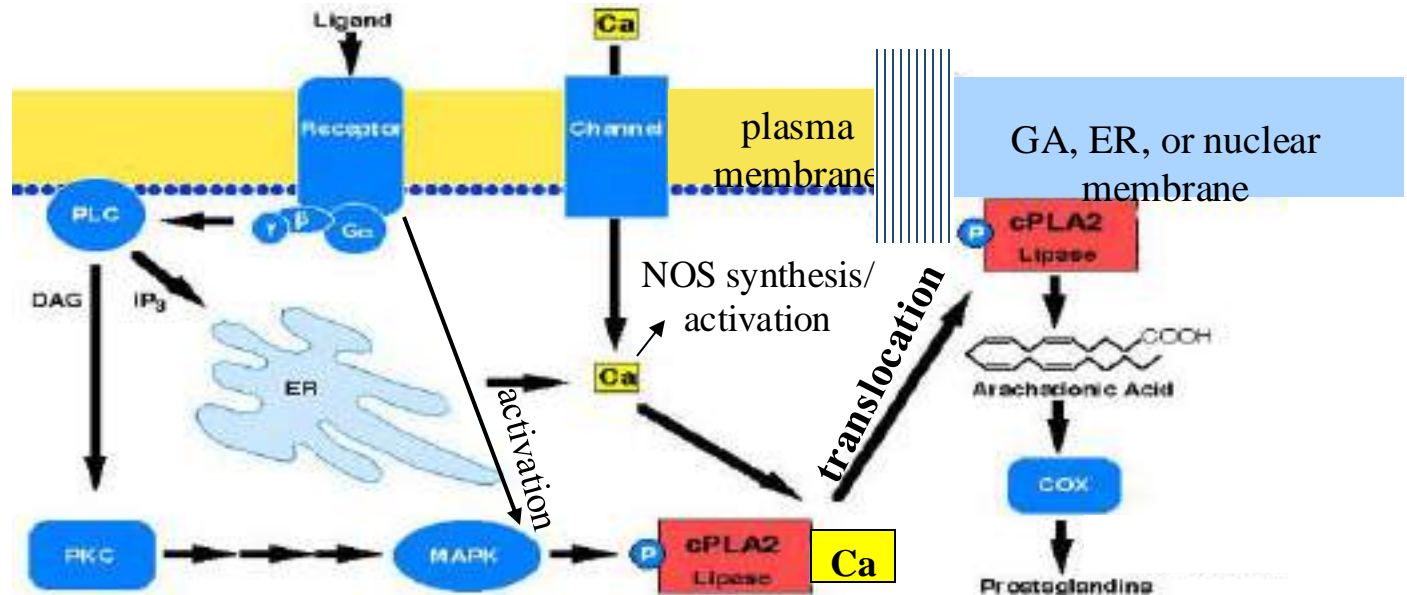 Ligand
Ca
Receptor
Channel
plasma
membrane
GA, ER, or nuclear
membrane
PLC
γ
β
Gα
P
cPLA2
Lipase
NOS synthesis/
activation
translocation
DAG
IP3
ER
Ca
activation
COOH
Arachadonic Acid
COX
PKC
MAPK
P
cPLA2
Lipase
Ca
Prostaglandins